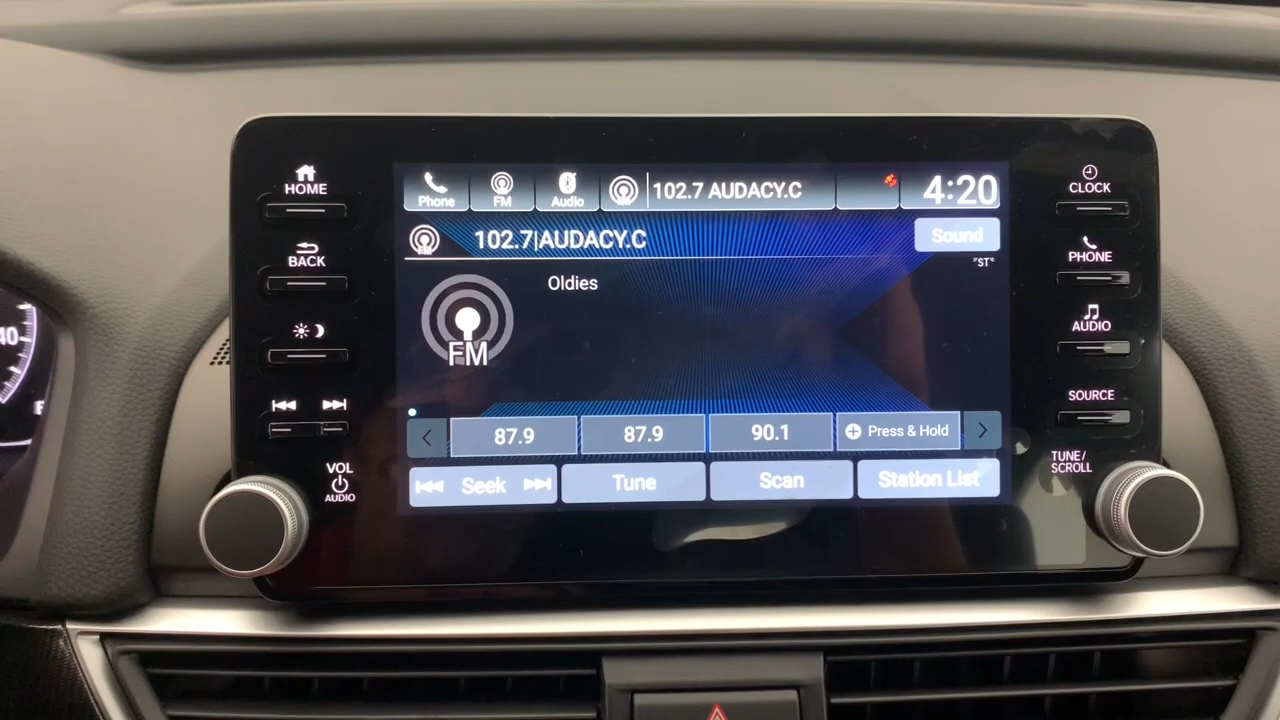 HOME
BACK
VOL
AUDIO
Phone
FM
Audio
102.7 AUDACY.C
4:20
102.7|AUDACY.C
Sound
"ST"
Oldies
FM
87.9
87.9
90.1
Press & Hold
Seek
Tune
Scan
Station List
CLOCK
PHONE
AUDIO
SOURCE
TUNE/
SCROLL
40